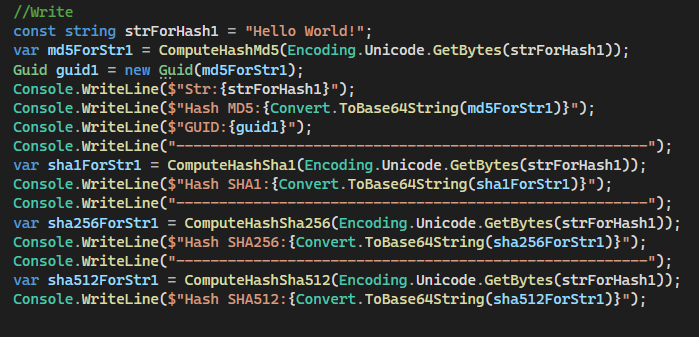 //Write
const string strForHash1 = "Hello World!";
var md5ForStr1 = ComputeHashMd5(Encoding.Unicode.GetBytes(strForHash1));
Guid guid1 = new Guid(md5ForStr1);
Console.WriteLine($"Str:{strForHash1}");
Console.WriteLine($"Hash MD5:{Convert.ToBase64String(md5ForStr1)}");
Console.WriteLine($"GUID:{guid1}");
Console.WriteLine("-------------------------------------------------------");
var sha1ForStr1 = ComputeHashSha1(Encoding.Unicode.GetBytes(strForHash1));
Console.WriteLine("-------------------------------------------------------");
Console.WriteLine($"Hash SHA1:{Convert.ToBase64String(sha1ForStr1)}");
Console.WriteLine("-------------------------------------------------------");
var sha256ForStr1 = ComputeHashSha256(Encoding.Unicode.GetBytes(strForHash1));
Console.WriteLine($"Hash SHA256:{Convert.ToBase64String(sha256ForStr1)}");
Console.WriteLine("-------------------------------------------------------");
var sha512ForStr1 = ComputeHashSha512(Encoding.Unicode.GetBytes(strForHash1));
Console.WriteLine($"Hash SHA512:{Convert.ToBase64String(sha512ForStr1)}");